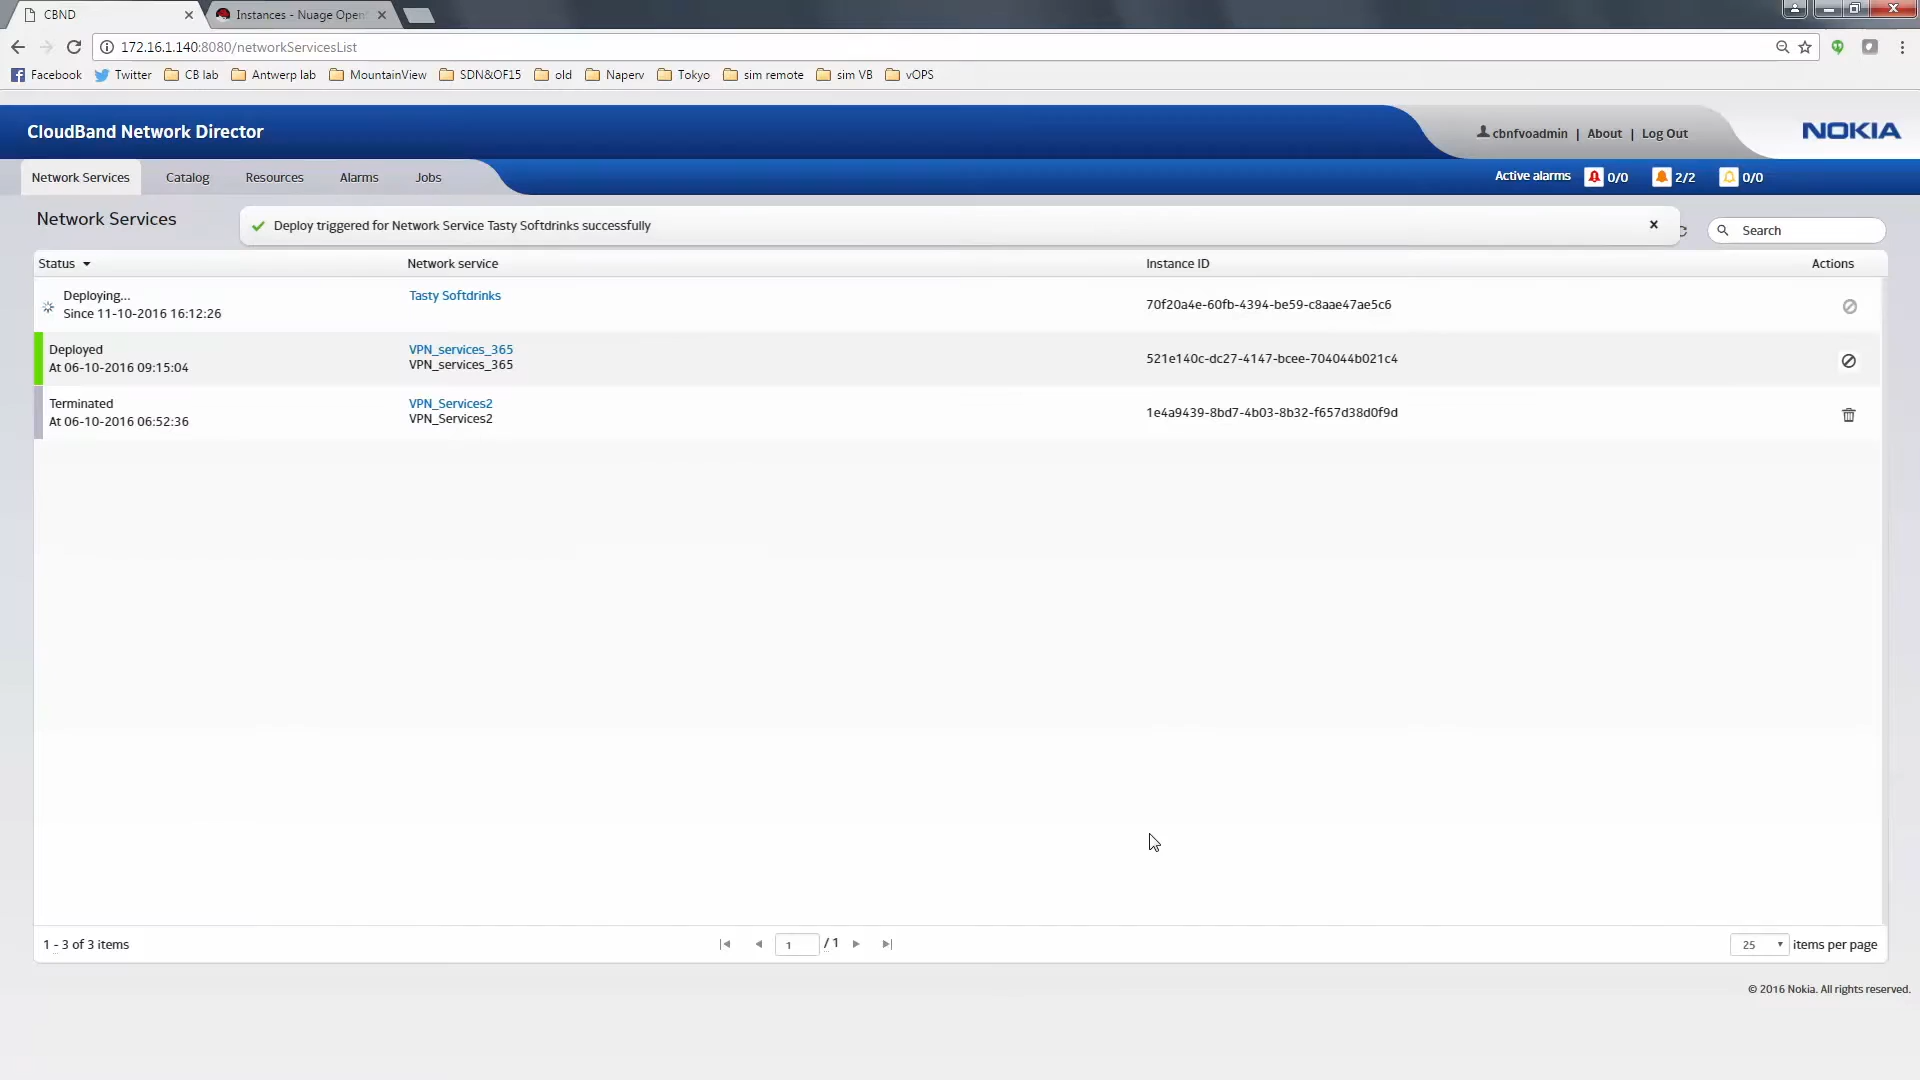 CBND
Instances - Nuage Open
172.16.1.140:8080/networkServicesList
Facebook Twitter CB lab Antwerp lab MountainView SDN&OF15 old Naperv Tokyo sim remote sim VB vOPS
CloudBand Network Director
cbnfvoadmin | About | Log Out
NOKIA
Network Services Catalog Resources Alarms Jobs
Active alarms 0/0 2/2 0/0
Network Services
Deploy triggered for Network Service Tasty Softdrinks successfully
Search
Status Network service Instance ID Actions
Deploying...
Since 11-10-2016 16:12:26
Tasty Softdrinks
70f20a4e-60fb-4394-be59-c8aae47ae5c6
Deployed
At 06-10-2016 09:15:04
VPN_services_365
VPN_services_365
521e140c-dc27-4147-bcee-704044b021c4
Terminated
At 06-10-2016 06:52:36
VPN_Services2
VPN_Services2
1e4a9439-8bd7-4b03-8b32-f657d38d0f9d
1 - 3 of 3 items
1 / 1
25 items per page
© 2016 Nokia. All rights reserved.